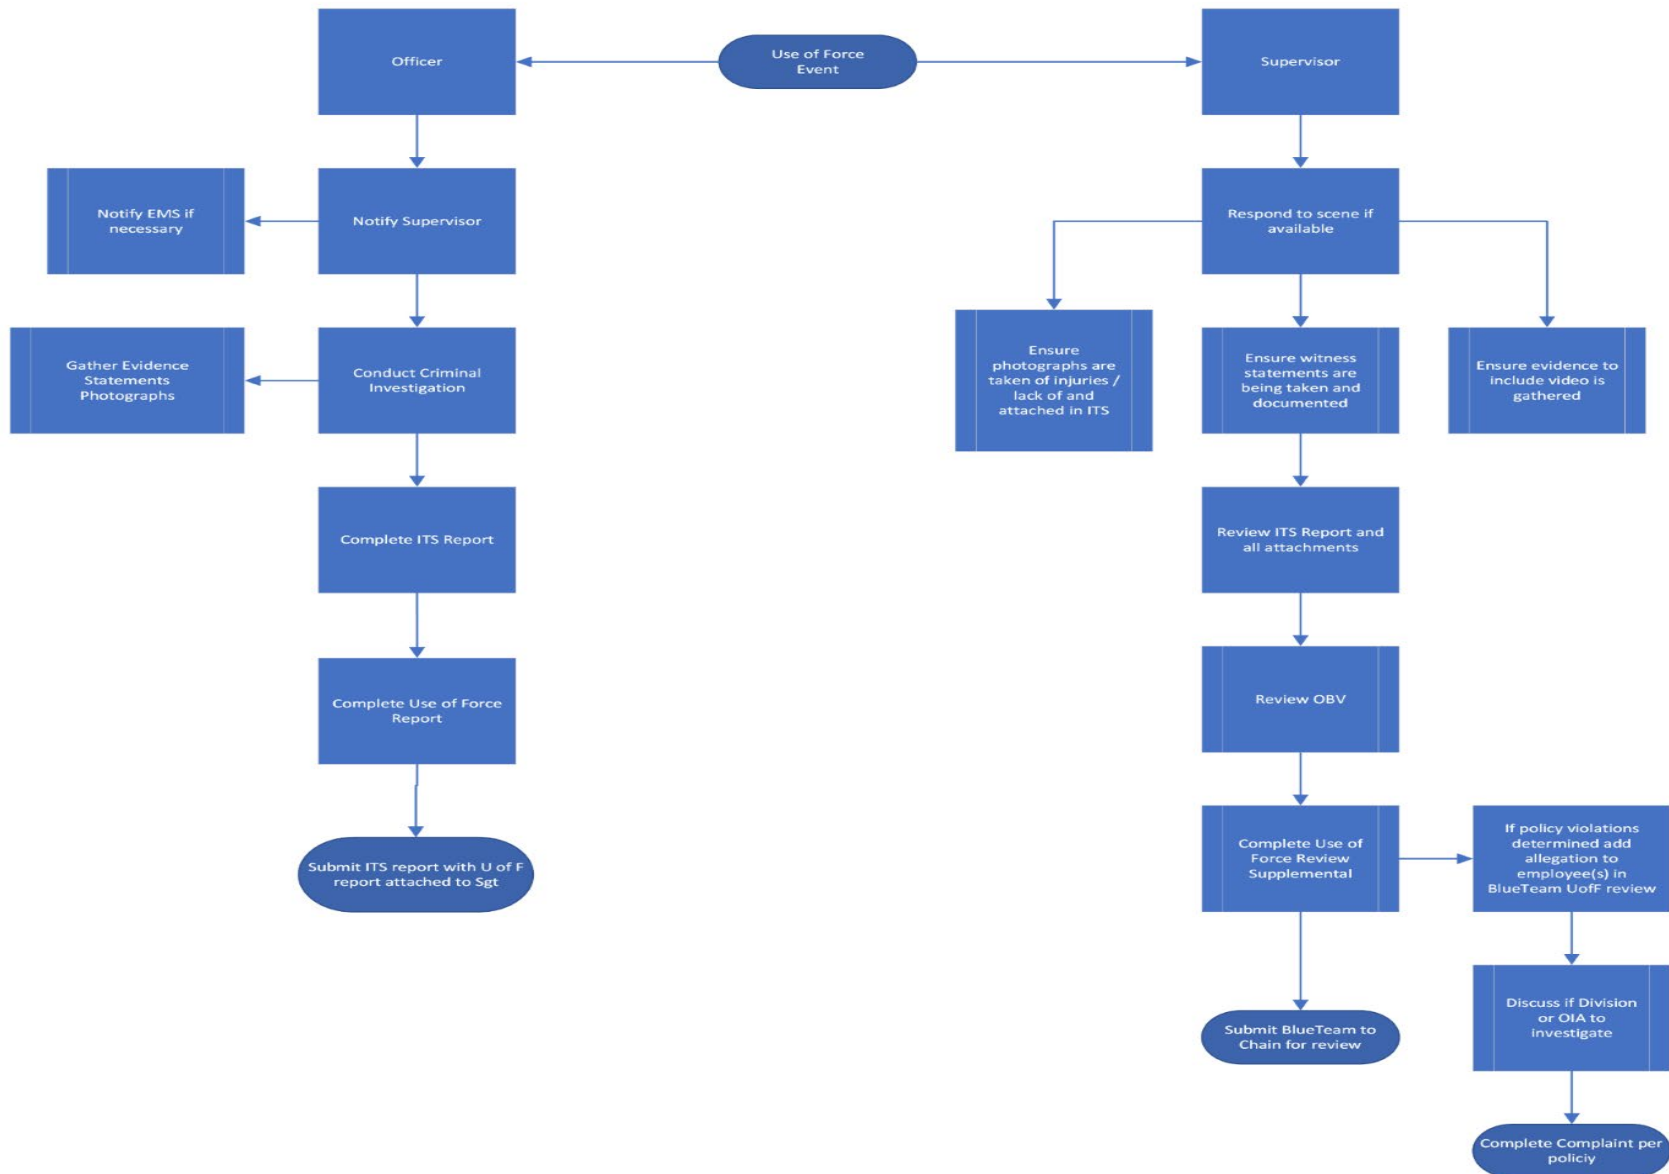 Officer
Use of Force
Event
Supervisor
Notify EMS if
necessary
Notify Supervisor
Respond to scene if
available
Gather Evidence
Statements
Photographs
Conduct Criminal
Investigation
Ensure
photographs are
taken of injuries /
lack of and
attached in ITS
Ensure witness
statements are
being taken and
documented
Ensure evidence to
include video is
gathered
Complete ITS Report
Review ITS Report and
all attachments
Complete Use of Force
Report
Review OBV
Submit ITS report with U of F
report attached to Sgt
Complete Use of
Force Review
Supplemental
If policy violations
determined add
allegation to
employee(s) in
BlueTeam UofF review
Submit BlueTeam to
Chain for review
Discuss if Division
or OIA to
investigate
Complete Complaint per
policiy